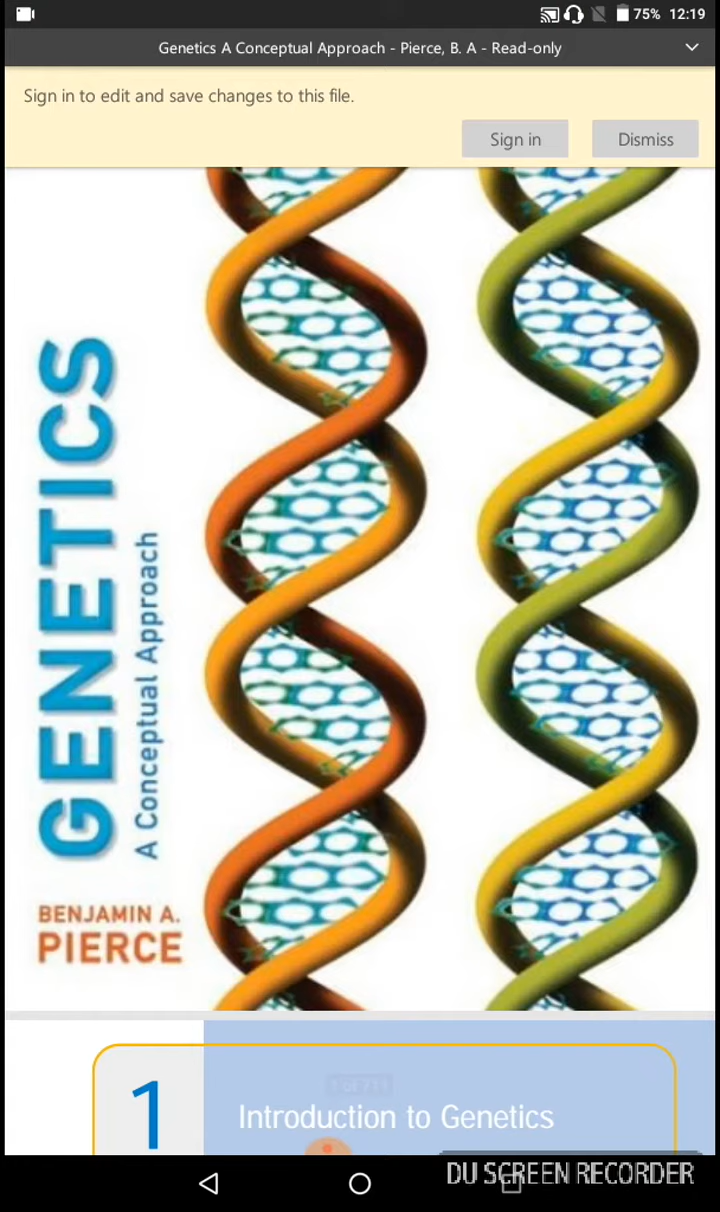 75% 12:19
Genetics A Conceptual Approach - Pierce, B. A - Read-only
Sign in to edit and save changes to this file.
Sign in
Dismiss
GENETICS
A Conceptual Approach
BENJAMIN A.
PIERCE
1
Introduction to Genetics
DU SCREEN RECORDER